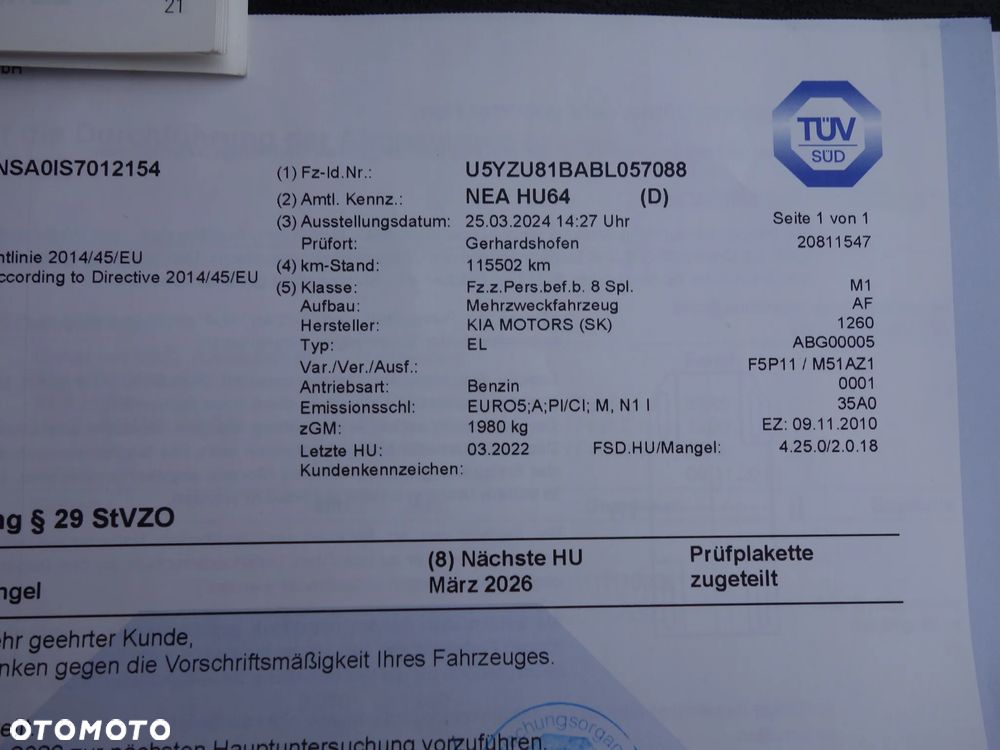 21
TÜV
SÜD
NSA0IS7012154
(1) Fz-Id.Nr.: U5YZU81BABL057088
(2) Amtl. Kennz.: NEA HU64 (D)
(3) Ausstellungsdatum: 25.03.2024 14:27 Uhr Seite 1 von 1
Prüfort: Gerhardshofen 20811547
ntlinie 2014/45/EU
ccording to Directive 2014/45/EU
(4) km-Stand: 115502 km
(5) Klasse: Fz.z.Pers.bef.b. 8 Spl. M1
Aufbau: Mehrzweckfahrzeug AF
Hersteller: KIA MOTORS (SK) 1260
Typ: EL ABG00005
Var./Ver./Ausf.: F5P11 / M51AZ1
Antriebsart: Benzin 0001
Emissionsschl: EURO5;A;PI/CI; M, N1 I 35A0
zGM: 1980 kg EZ: 09.11.2010
Letzte HU: 03.2022 FSD.HU/Mangel: 4.25.0/2.0.18
Kundenkennzeichen:
ng § 29 StVZO
(8) Nächste HU Prüfplakette
ngel März 2026 zugeteilt
ehr geehrter Kunde,
nken gegen die Vorschriftsmäßigkeit Ihres Fahrzeuges.
OTOMOTO
zur nächsten Hauptuntersuchung vorzuführen.